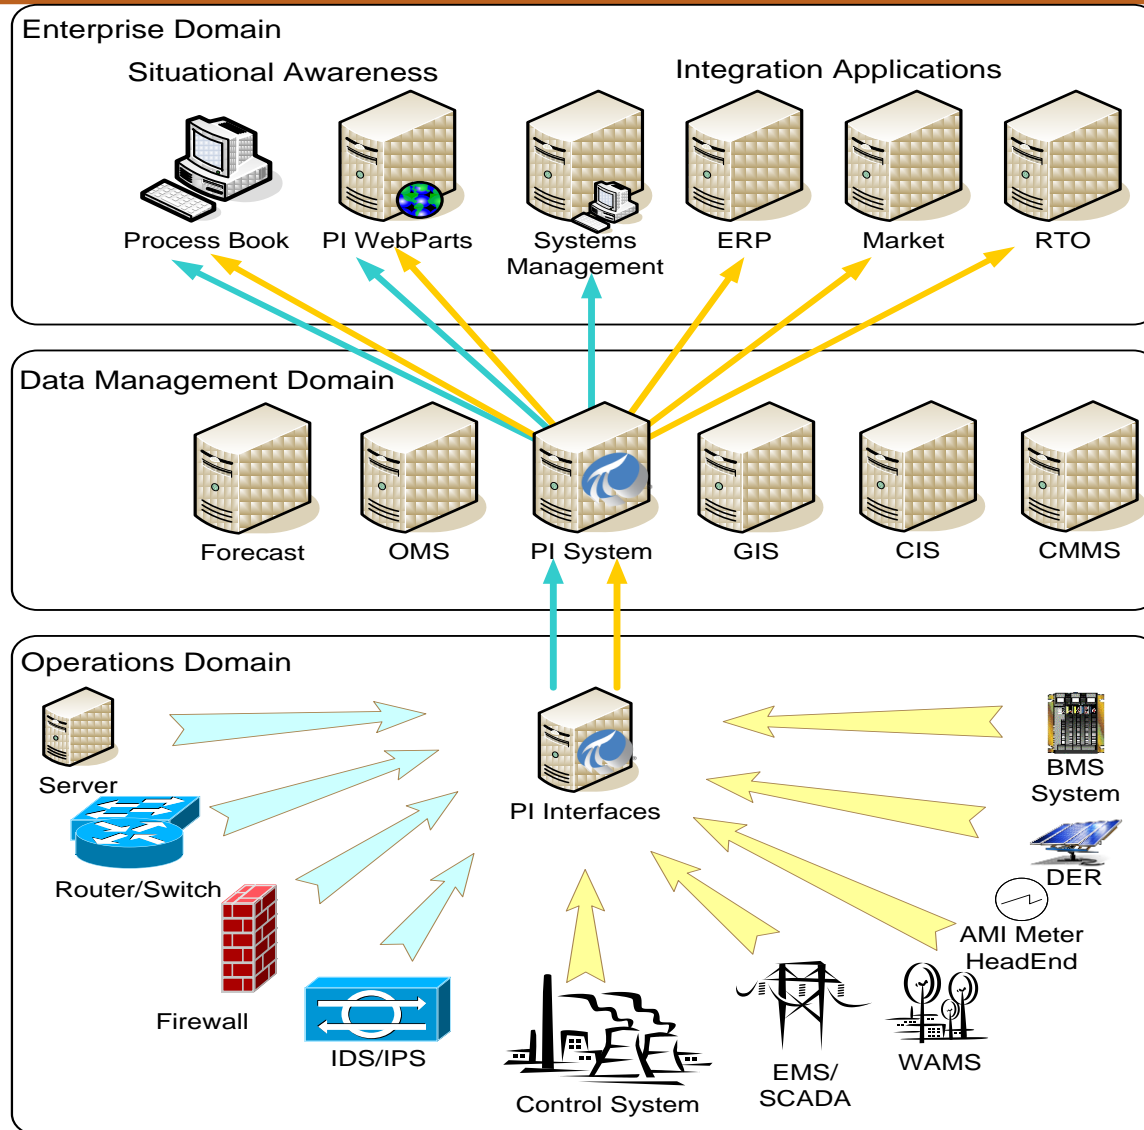 Enterprise Domain
Situational Awareness
Integration Applications
Process Book
PI WebParts
Systems
Management
ERP
Market
RTO
Data Management Domain
Forecast
OMS
PI System
GIS
CIS
CMMS
Operations Domain
Server
PI Interfaces
BMS
System
Router/Switch
DER
AMI Meter
HeadEnd
Firewall
IDS/IPS
Control System
EMS/
SCADA
WAMS